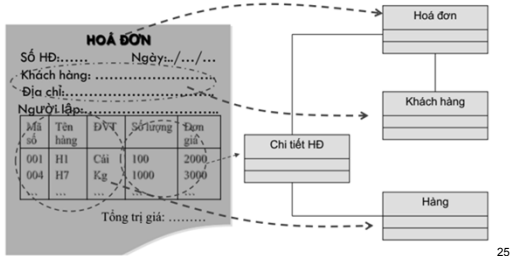 HOÁ ĐƠN
Số HĐ:...... Ngày:../.../...
Khách hàng: ..............................
Địa chỉ:......................................
Người lập:..................................
Mã số Tên hàng ĐVT Số lượng Đơn giá
001 H1 Cái 100 2000
004 H7 Kg 1000 3000
... ... ... ... ...
Tổng trị giá: .........
Hoá đơn
Khách hàng
Chi tiết HĐ
Hàng
25